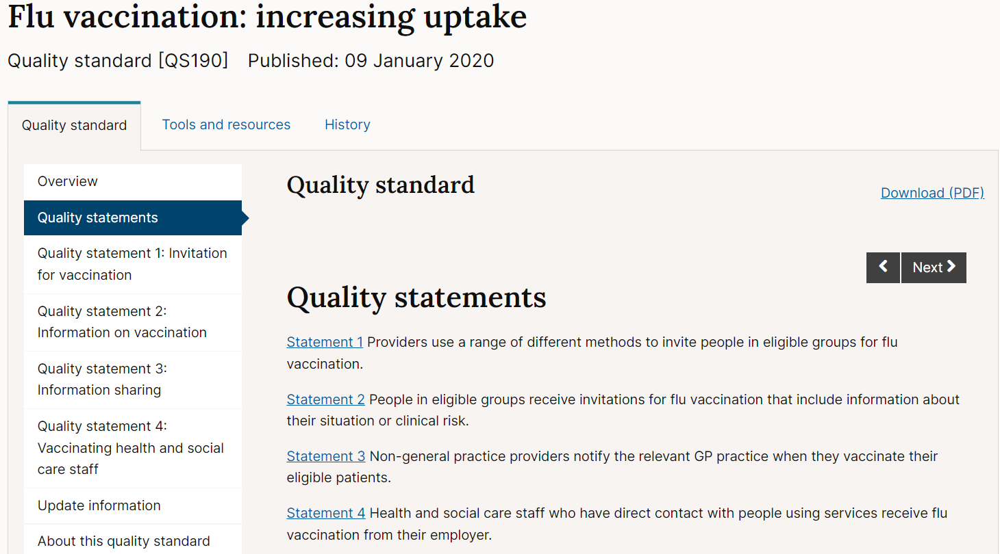 Flu vaccination: increasing uptake
Quality standard [QS190] Published: 09 January 2020
Quality standard
Tools and resources
History
Overview
Quality statements
Quality statement 1: Invitation
for vaccination
Quality statement 2:
Information on vaccination
Quality statement 3:
Information sharing
Quality statement 4:
Vaccinating health and social
care staff
Update information
About this quality standard
Quality standard
Download (PDF)
Next
Quality statements
Statement 1 Providers use a range of different methods to invite people in eligible groups for flu
vaccination.
Statement 2 People in eligible groups receive invitations for flu vaccination that include information about
their situation or clinical risk.
Statement 3 Non-general practice providers notify the relevant GP practice when they vaccinate their
eligible patients.
Statement 4 Health and social care staff who have direct contact with people using services receive flu
vaccination from their employer.